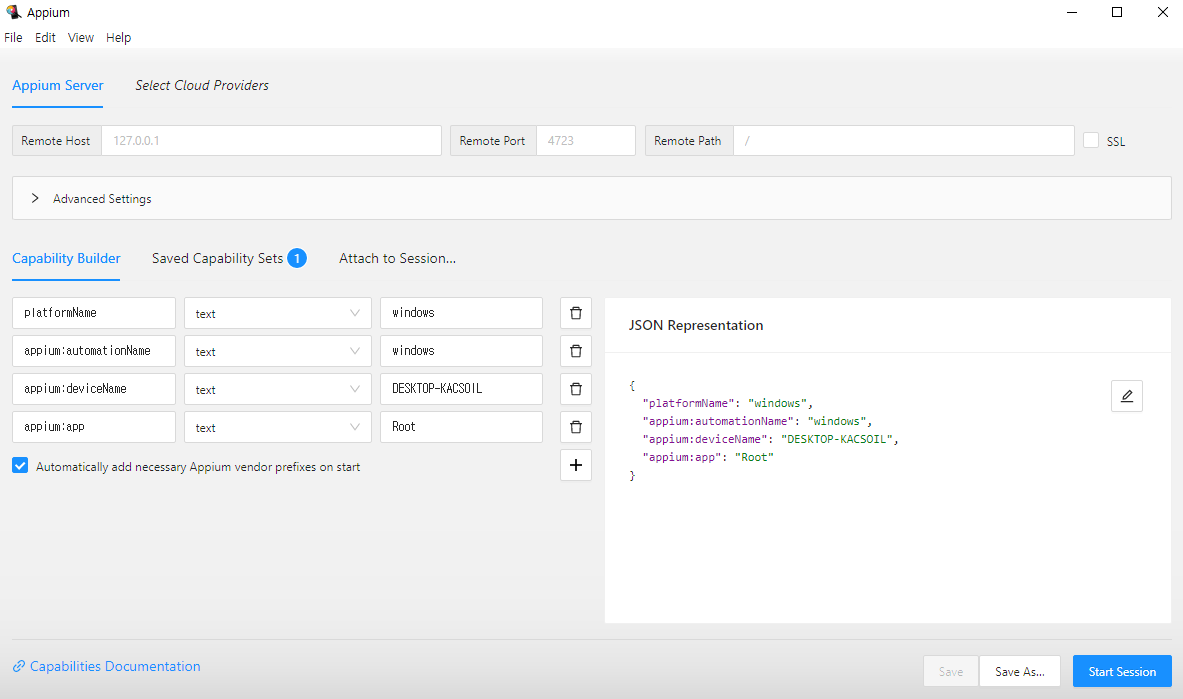 Appium
File Edit View Help
Appium Server Select Cloud Providers
Remote Host 127.0.0.1 Remote Port 4723 Remote Path / SSL
Advanced Settings
Capability Builder Saved Capability Sets 1 Attach to Session...
platformName text windows
appium:automationName text windows
appium:deviceName text DESKTOP-KACSOIL
appium:app text Root
Automatically add necessary Appium vendor prefixes on start
JSON Representation
{
"platformName": "windows",
"appium:automationName": "windows",
"appium:deviceName": "DESKTOP-KACSOIL",
"appium:app": "Root"
}
Capabilities Documentation
Save Save As... Start Session